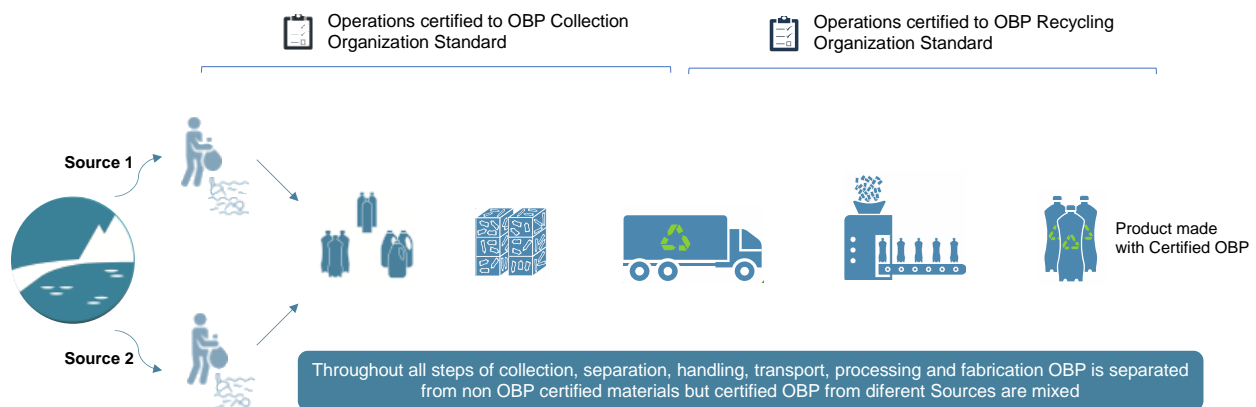 Operations certified to OBP Collection
Organization Standard
Operations certified to OBP Recycling
Organization Standard
Source 1
Product made
with Certified OBP
Source 2
Throughout all steps of collection, separation, handling, transport, processing and fabrication OBP is separated
from non OBP certified materials but certified OBP from diferent Sources are mixed